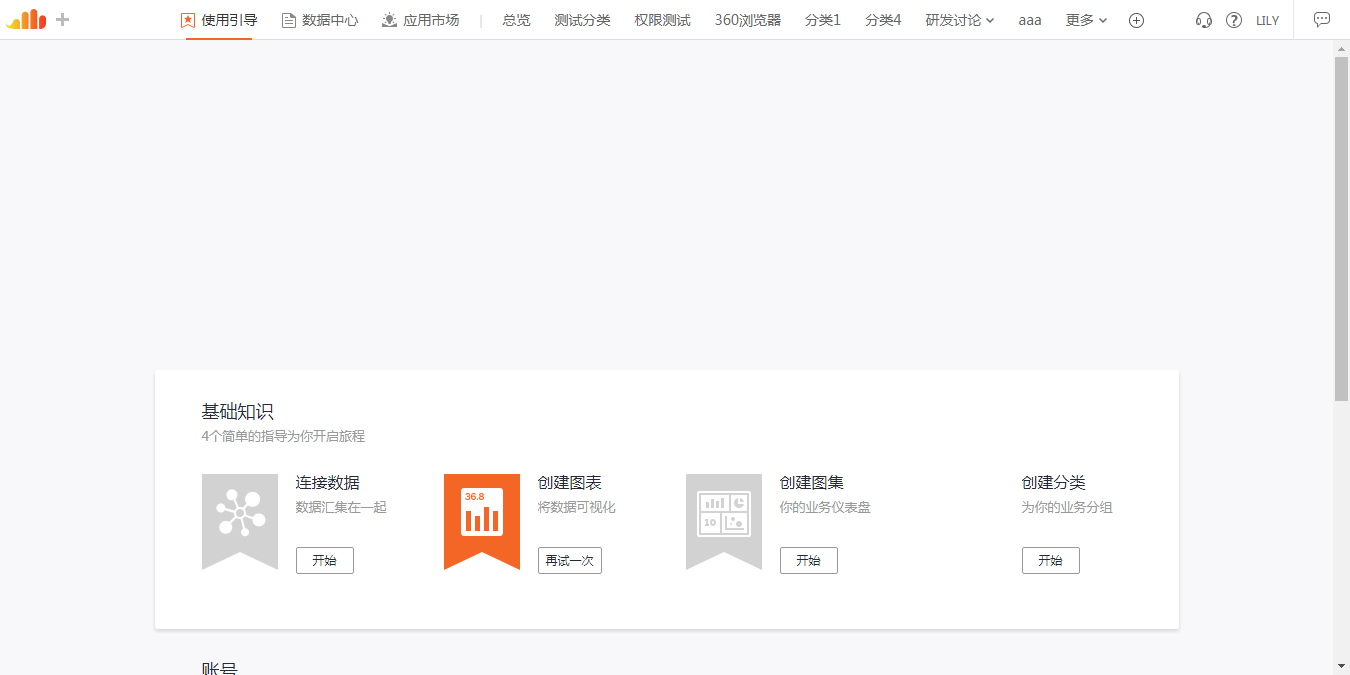 使用引导 数据中心 应用市场 | 总览 测试分类 权限测试 360浏览器 分类1 分类4 研发讨论 aaa 更多 LILY
基础知识
4个简单的指导为你开启旅程
连接数据
数据汇集在一起
开始
36.8
创建图表
将数据可视化
再试一次
10
创建图集
你的业务仪表盘
开始
创建分类
为你的业务分组
开始
账号